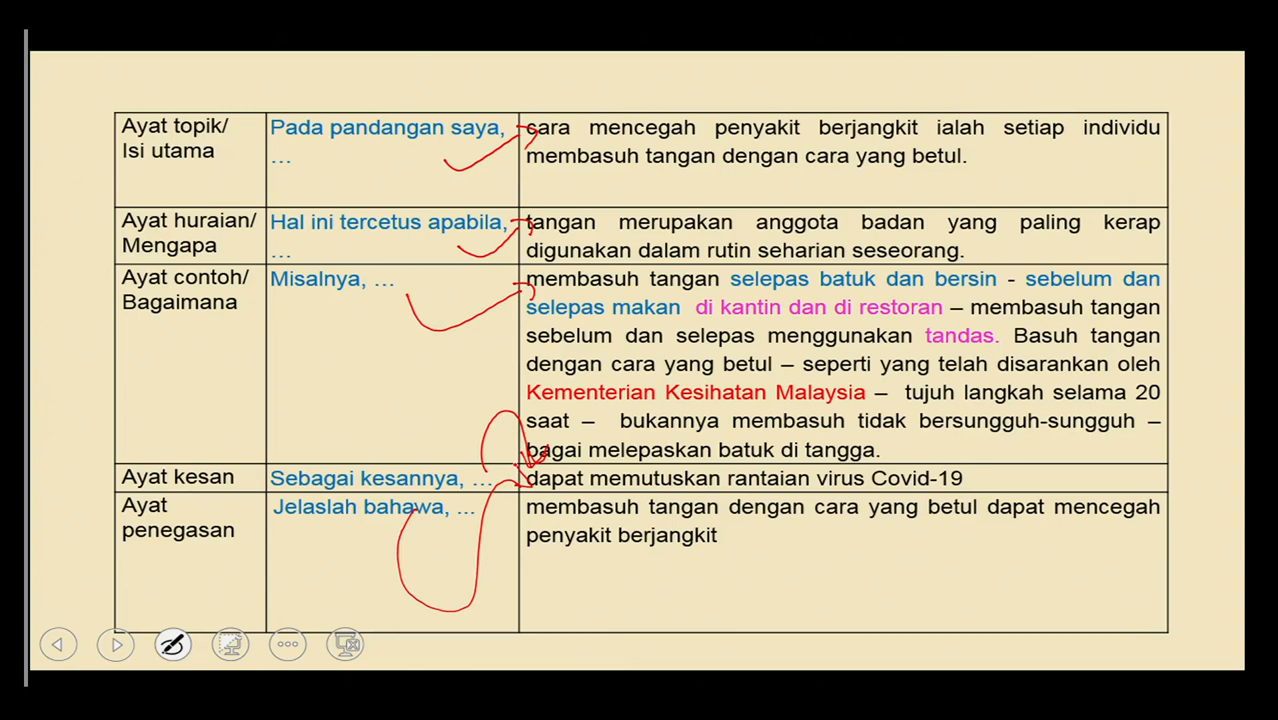 Ayat topik/
Isi utama
Pada pandangan saya,
…
cara mencegah penyakit berjangkit ialah setiap individu
membasuh tangan dengan cara yang betul.
Ayat huraian/
Mengapa
Hal ini tercetus apabila,
…
tangan merupakan anggota badan yang paling kerap
digunakan dalam rutin seharian seseorang.
Ayat contoh/
Bagaimana
Misalnya, …
membasuh tangan selepas batuk dan bersin - sebelum dan
selepas makan di kantin dan di restoran – membasuh tangan
sebelum dan selepas menggunakan tandas. Basuh tangan
dengan cara yang betul – seperti yang telah disarankan oleh
Kementerian Kesihatan Malaysia – tujuh langkah selama 20
saat – bukannya membasuh tidak bersungguh-sungguh –
bagai melepaskan batuk di tangga.
Ayat kesan
Sebagai kesannya, …
dapat memutuskan rantaian virus Covid-19
Ayat
penegasan
Jelaslah bahawa, ...
membasuh tangan dengan cara yang betul dapat mencegah
penyakit berjangkit